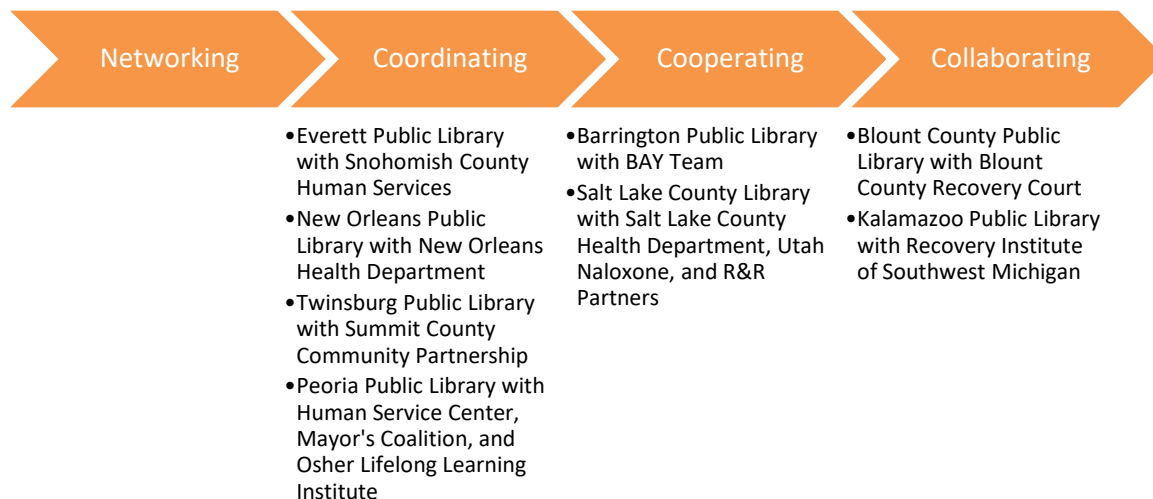 Networking
Coordinating
Cooperating
Collaborating
•Everett Public Library
with Snohomish County
Human Services
•New Orleans Public
Library with New Orleans
Health Department
•Twinsburg Public Library
with Summit County
Community Partnership
•Peoria Public Library with
Human Service Center,
Mayor's Coalition, and
Osher Lifelong Learning
Institute
•Barrington Public Library
with BAY Team
•Salt Lake County Library
with Salt Lake County
Health Department, Utah
Naloxone, and R&R
Partners
•Blount County Public
Library with Blount
County Recovery Court
•Kalamazoo Public Library
with Recovery Institute
of Southwest Michigan